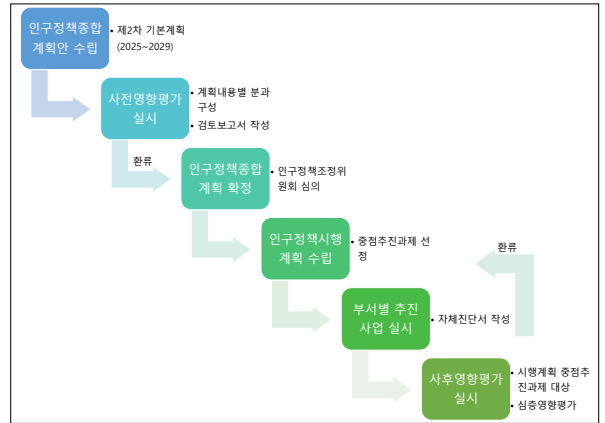 인구정책종합
계획안 수립
• 제2차 기본계획
(2025~2029)
사전영향평가
실시
• 계획내용별 분과
구성
• 검토보고서 작성
환류
인구정책종합
계획 확정
• 인구정책조정위
원회 심의
인구정책시행
계획 수립
• 중점추진과제 선
정
환류
부서별 추진
사업 실시
• 자체진단서 작성
사후영향평가
실시
• 시행계획 중점추
진과제 대상
• 심층영향평가